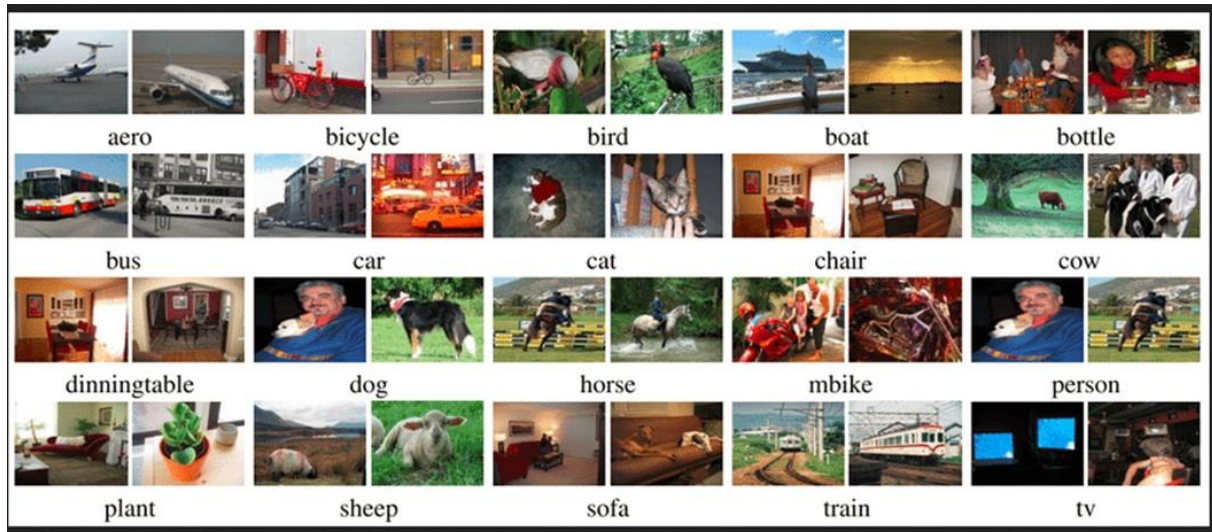 aero bicycle bird boat bottle
bus car cat chair cow
dinningtable dog horse mbike person
plant sheep sofa train tv